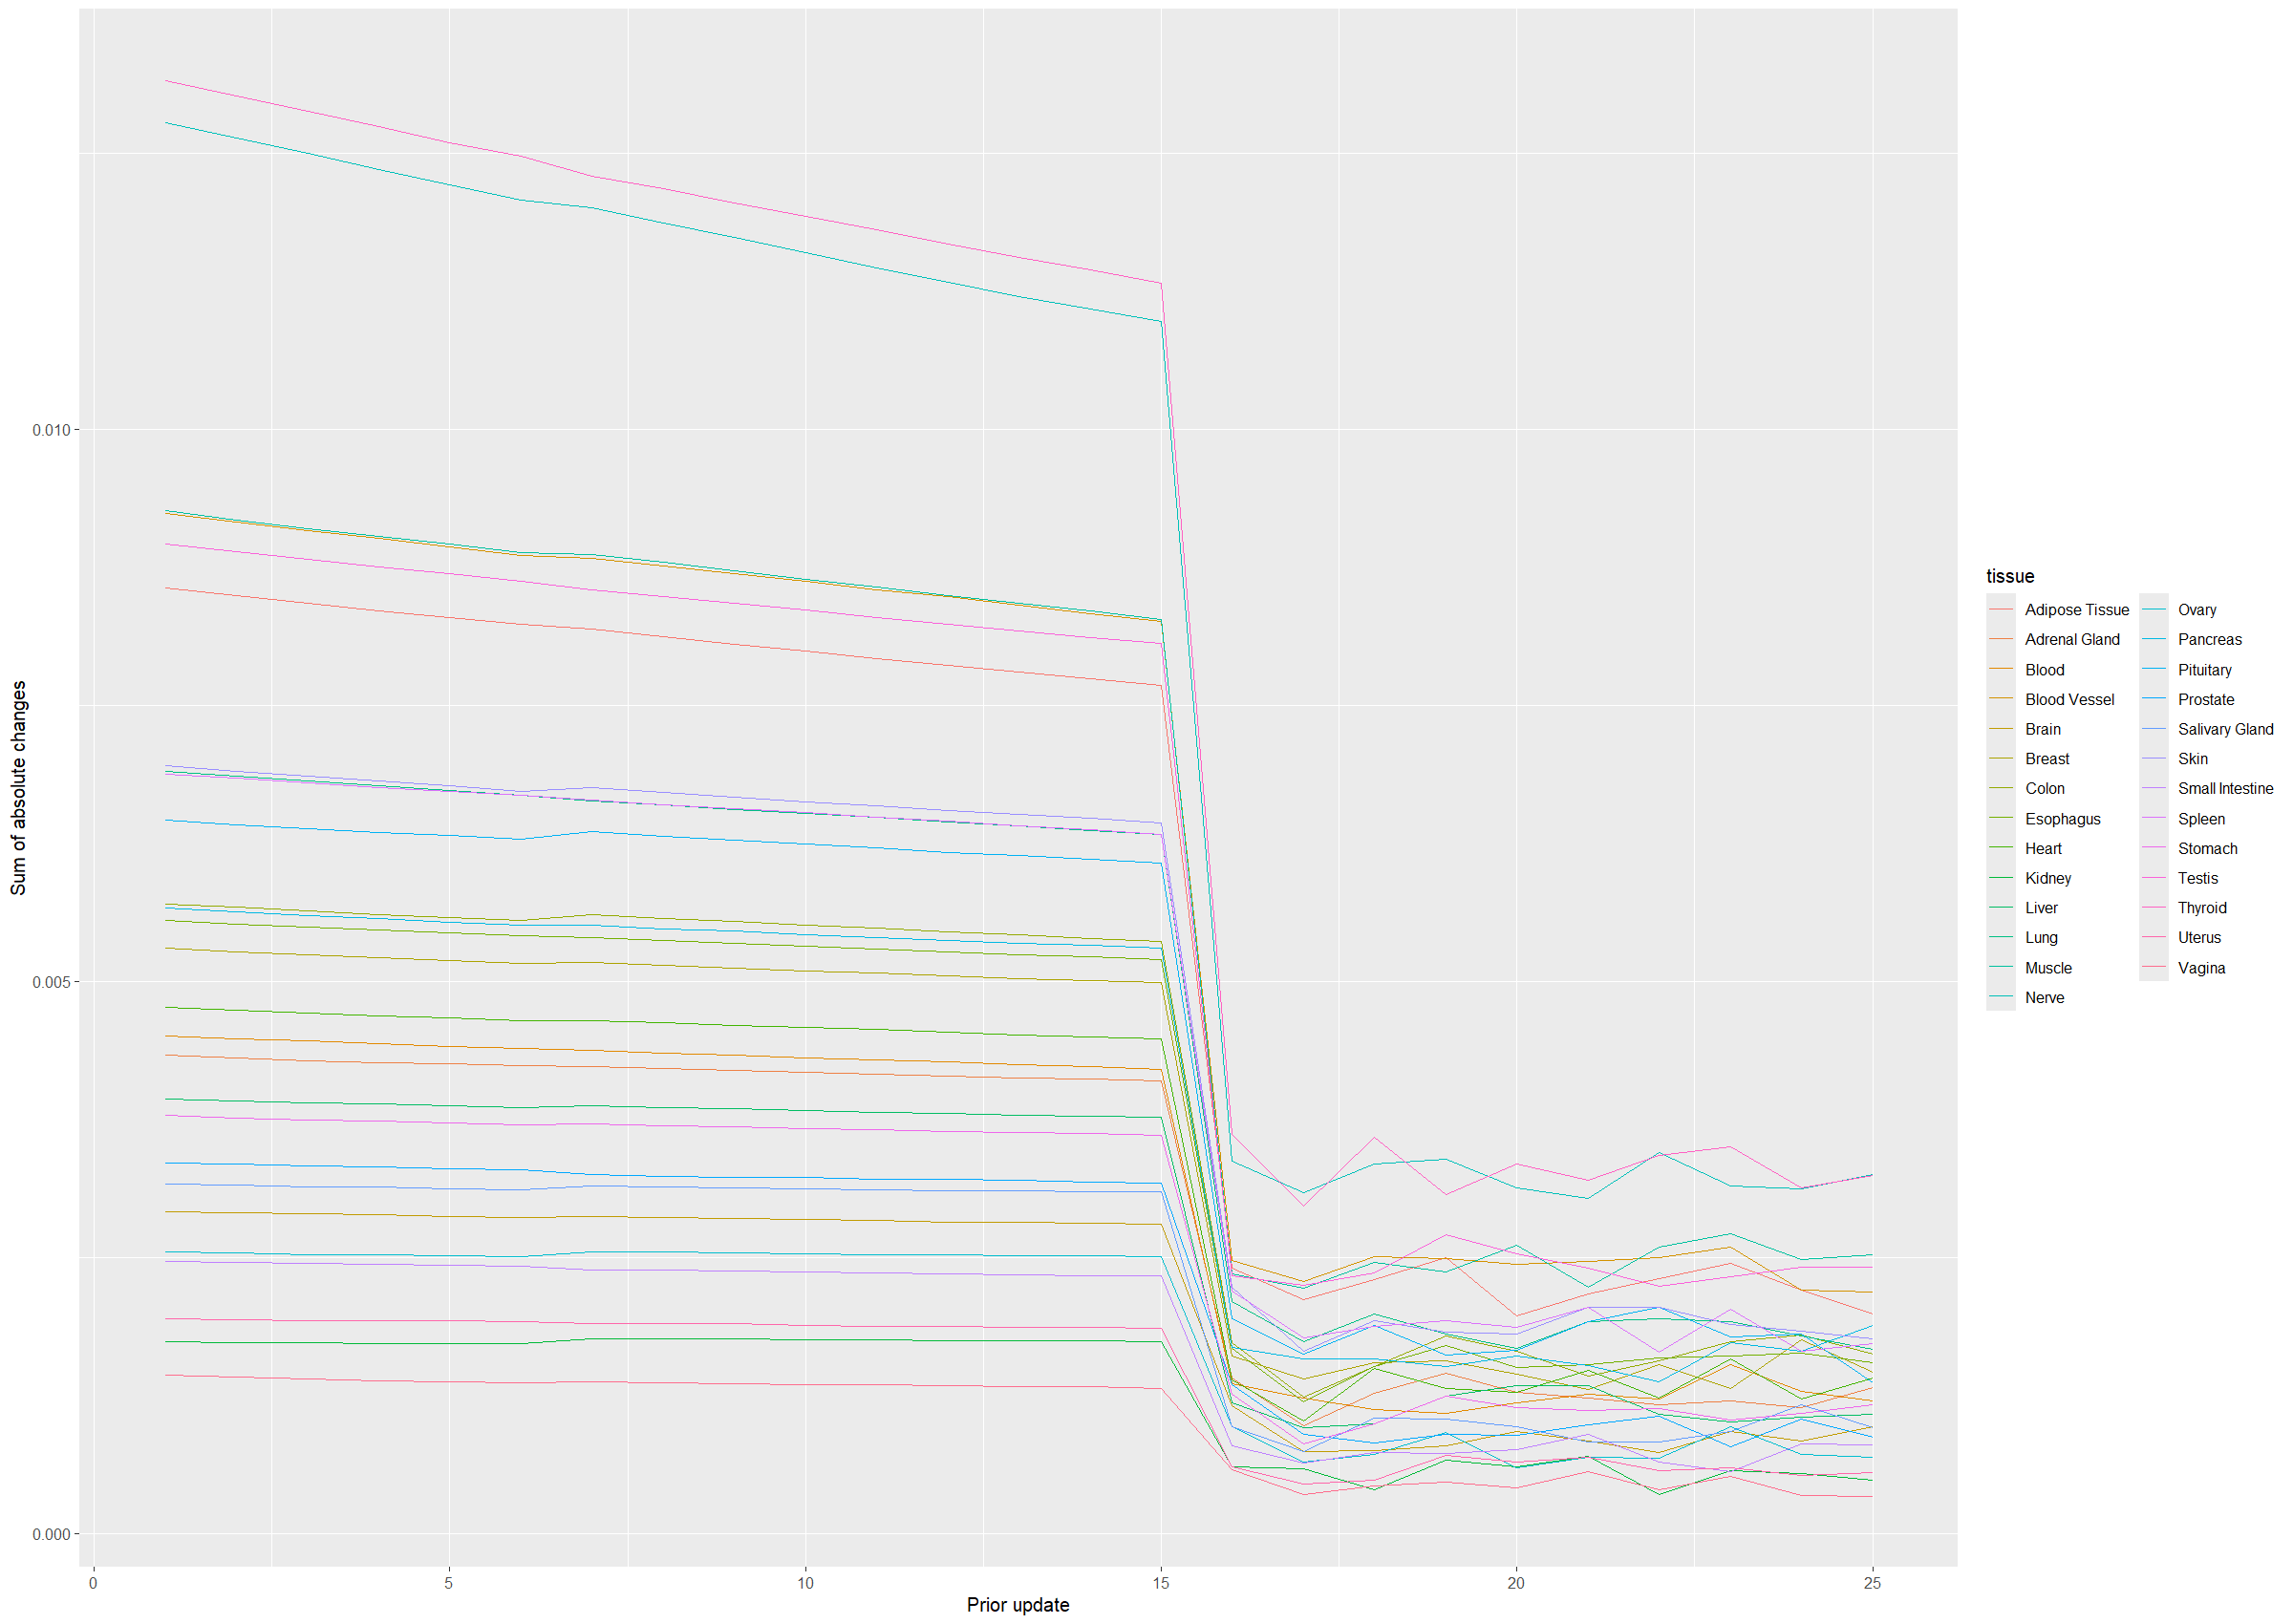 0.010
0.005
0.000
Sum of absolute changes
0
5
10
15
20
25
Prior update
tissue
Adipose Tissue
Adrenal Gland
Blood
Blood Vessel
Brain
Breast
Colon
Esophagus
Heart
Kidney
Liver
Lung
Muscle
Nerve
Ovary
Pancreas
Pituitary
Prostate
Salivary Gland
Skin
Small Intestine
Spleen
Stomach
Testis
Thyroid
Uterus
Vagina